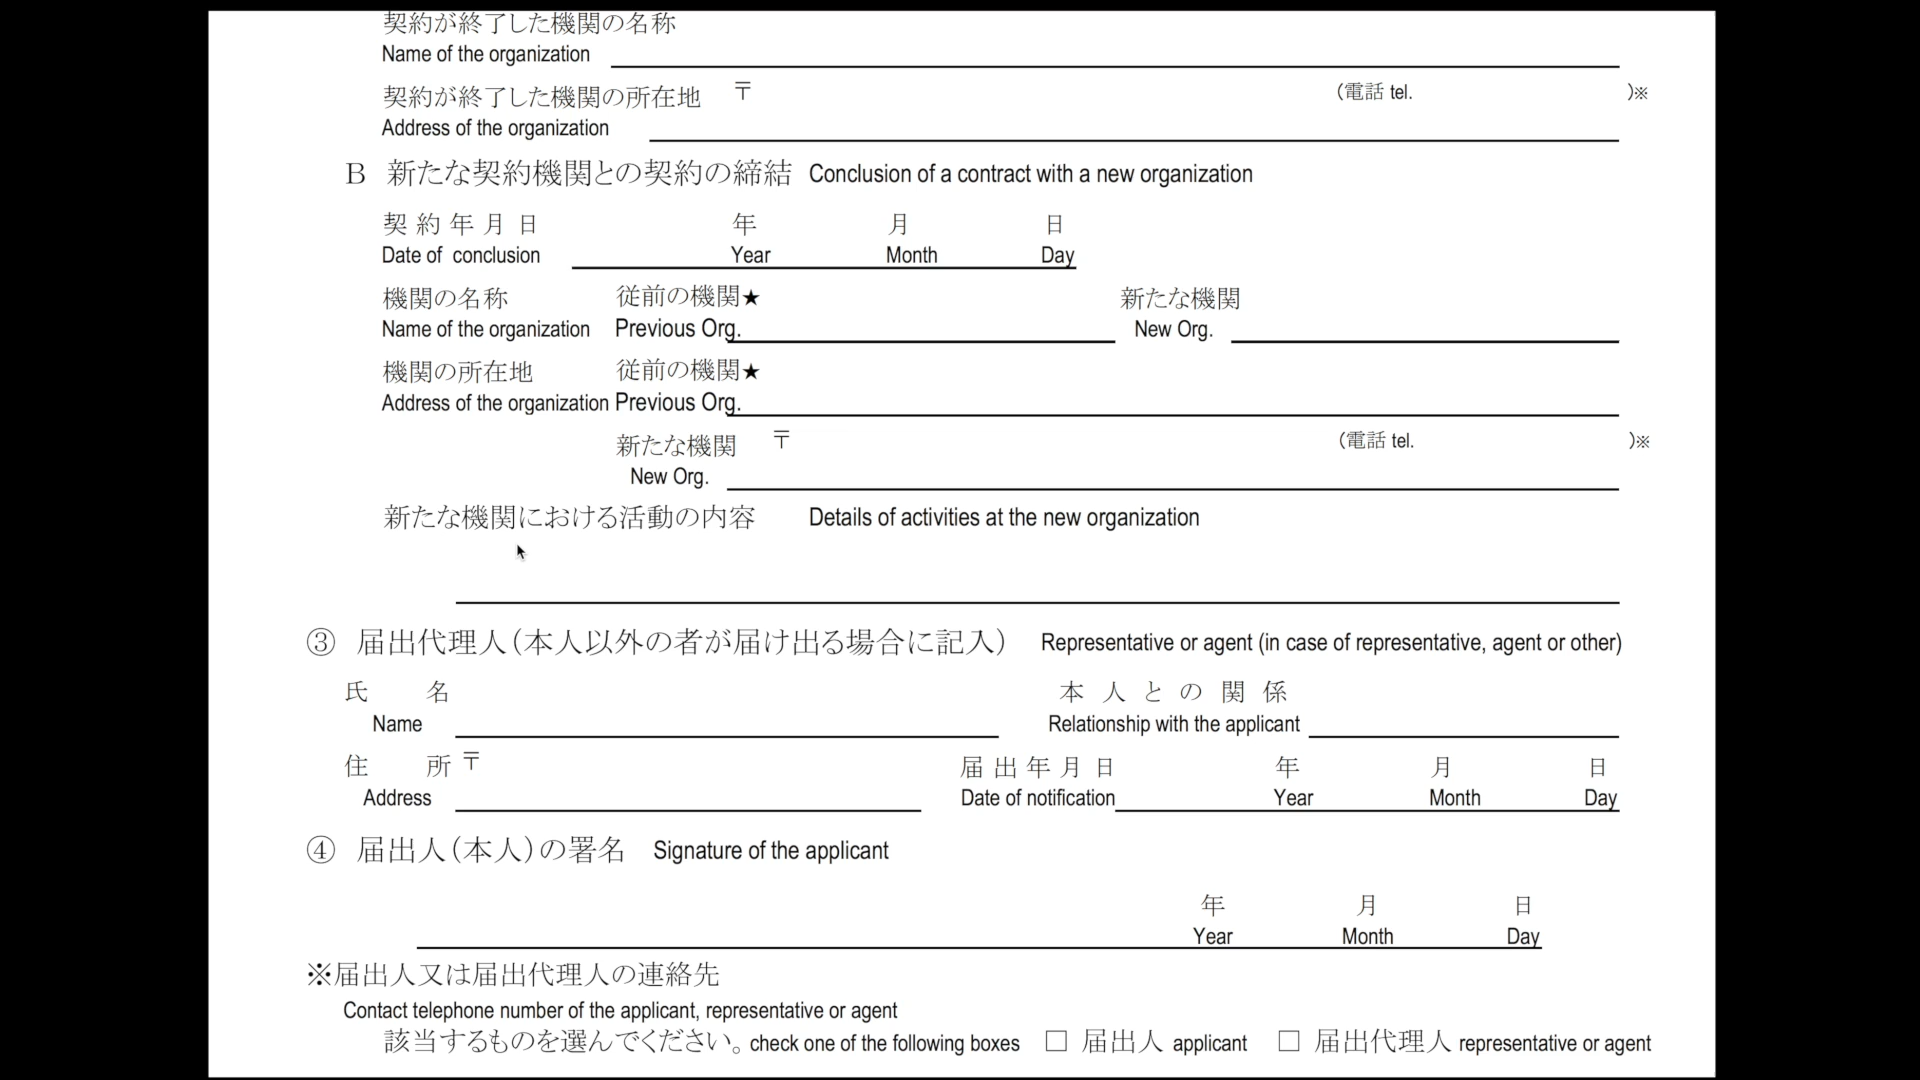 契約が終了した機関の名称
Name of the organization
契約が終了した機関の所在地 〒 （電話 tel. ）※
Address of the organization
B 新たな契約機関との契約の締結 Conclusion of a contract with a new organization
契約年月日 年 月 日
Date of conclusion Year Month Day
機関の名称 従前の機関★ 新たな機関
Name of the organization Previous Org. New Org.
機関の所在地 従前の機関★
Address of the organization Previous Org.
新たな機関 〒 （電話 tel. ）※
New Org.
新たな機関における活動の内容 Details of activities at the new organization
③ 届出代理人（本人以外の者が届け出る場合に記入） Representative or agent (in case of representative, agent or other)
氏 名 本人との関係
Name Relationship with the applicant
住 所 〒 届出年月日 年 月 日
Address Date of notification Year Month Day
④ 届出人（本人）の署名 Signature of the applicant
年 月 日
Year Month Day
※届出人又は届出代理人の連絡先
Contact telephone number of the applicant, representative or agent
該当するものを選んでください。check one of the following boxes □ 届出人 applicant □ 届出代理人 representative or agent